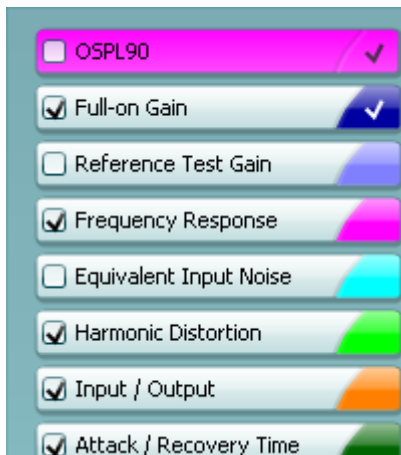 OSPL90
Full-on Gain
Reference Test Gain
Frequency Response
Equivalent Input Noise
Harmonic Distortion
Input / Output
Attack / Recovery Time